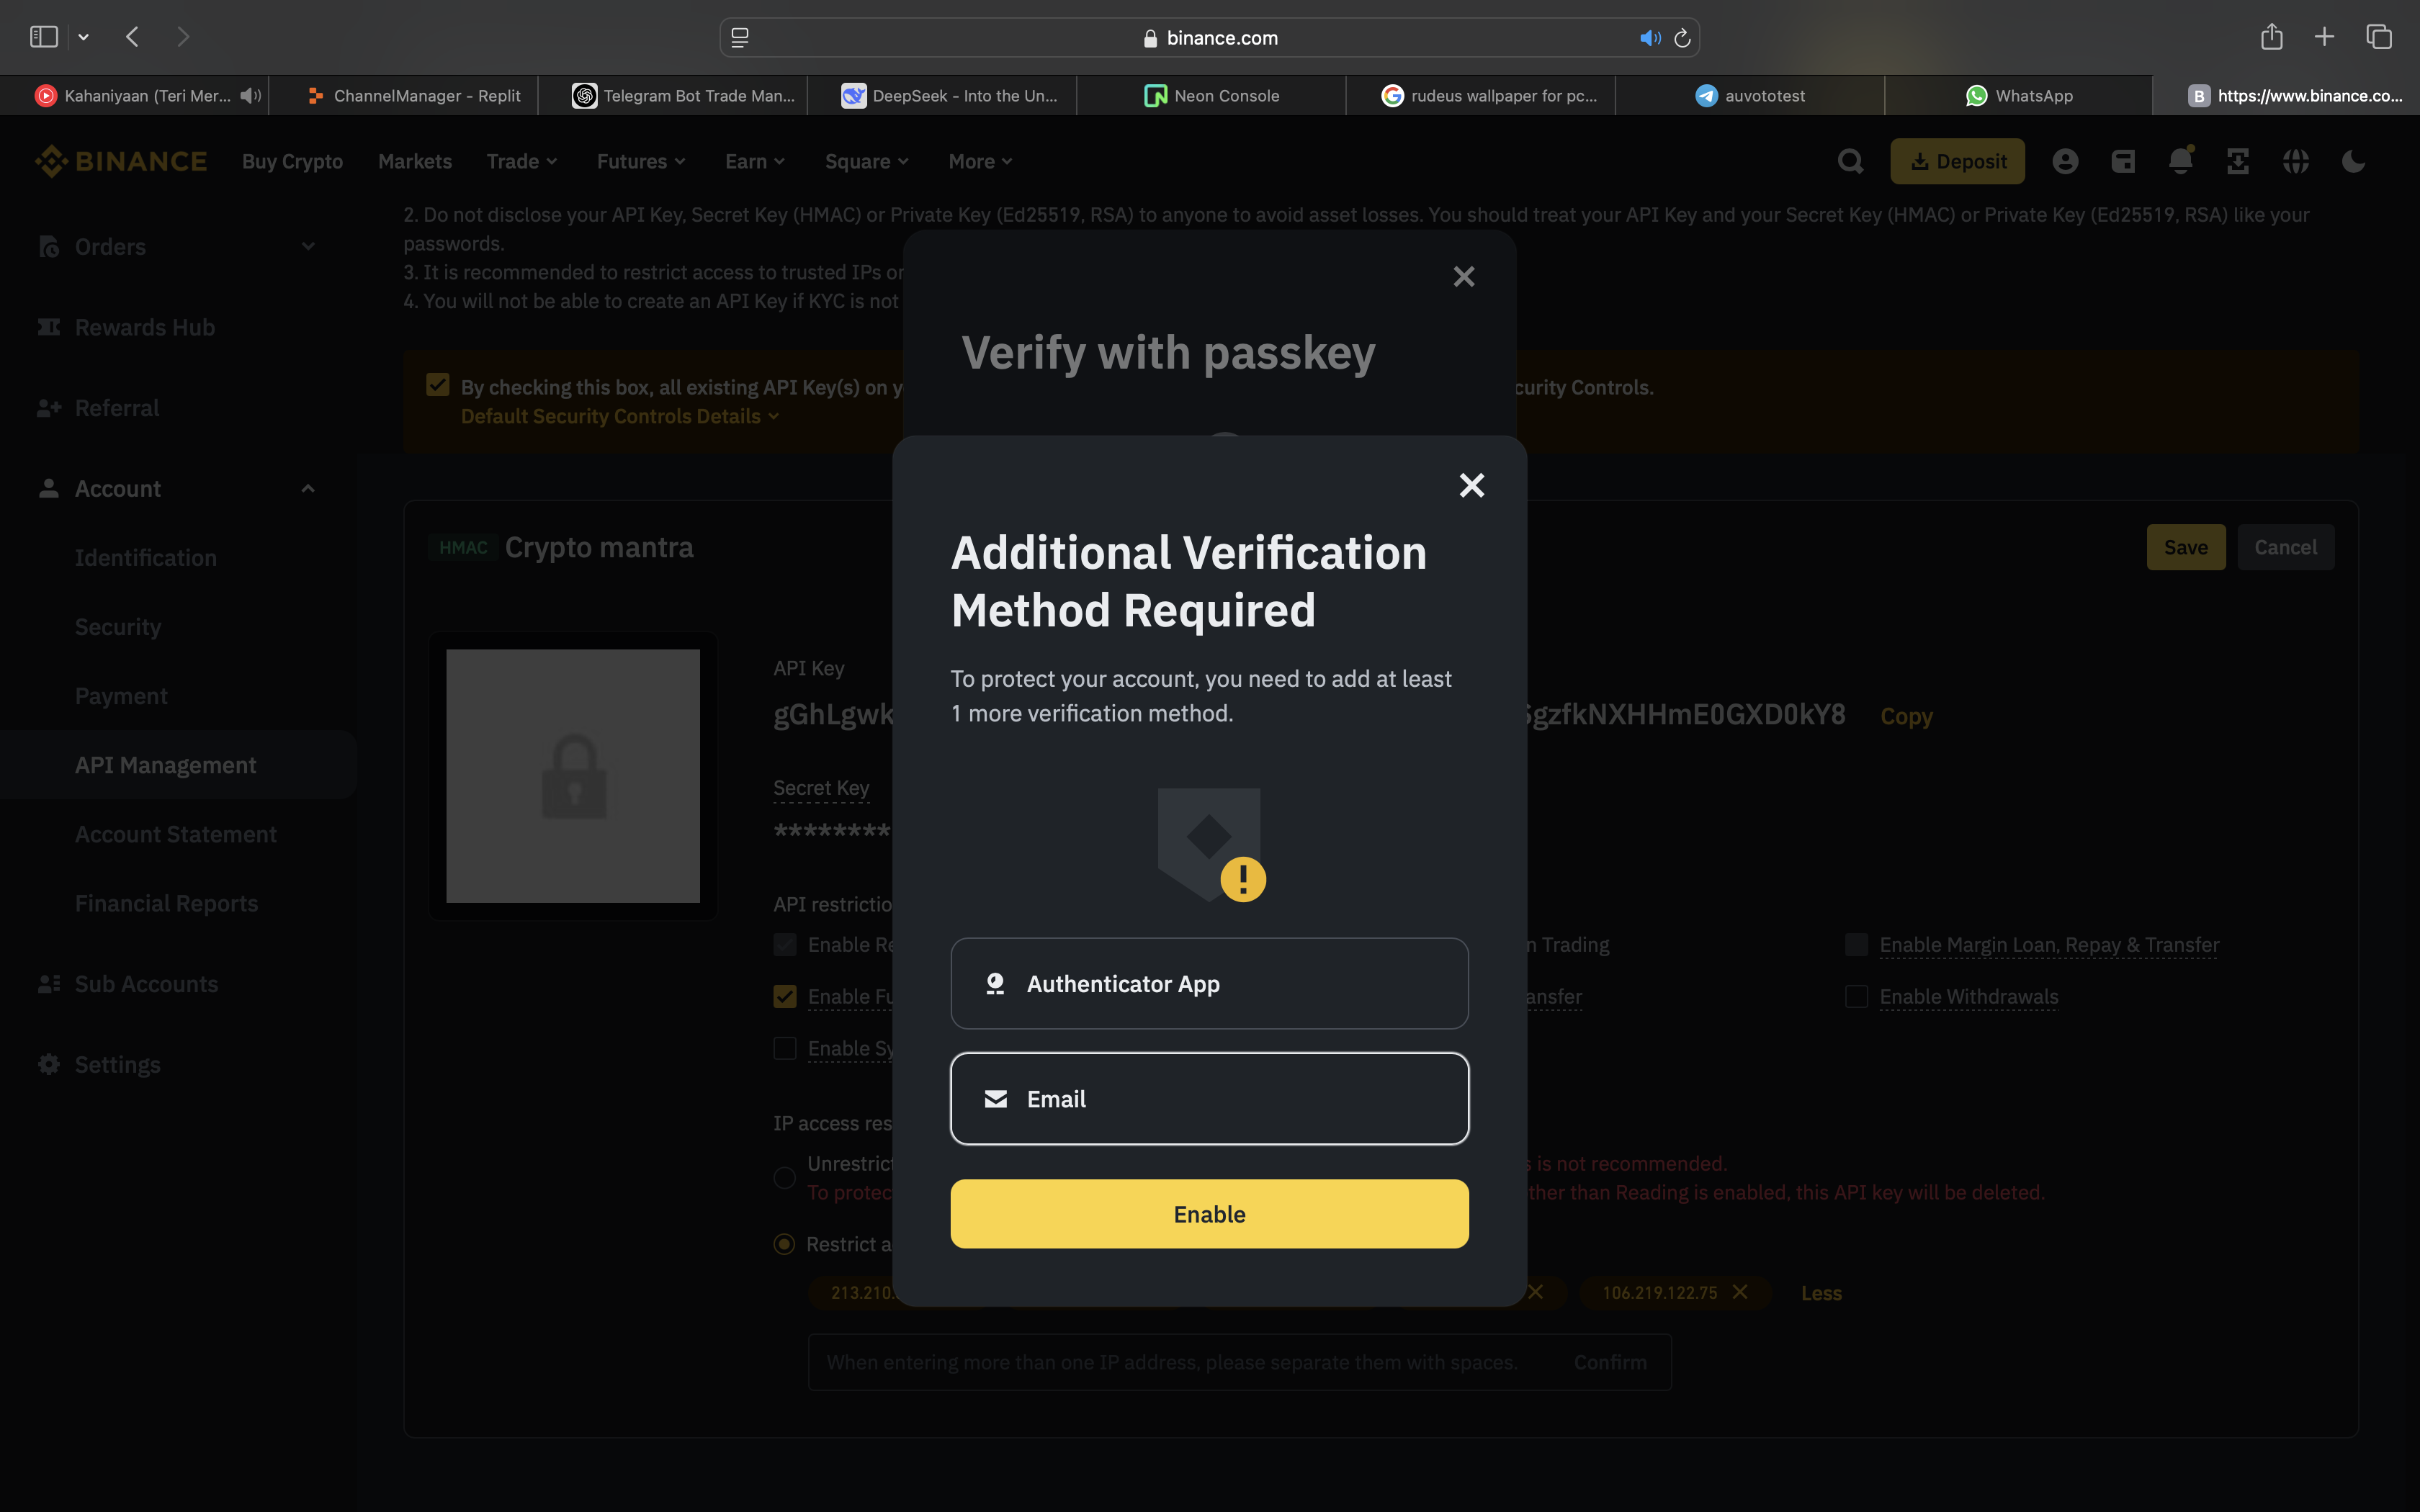 binance.com
Kahaniyaan (Teri Mer...
ChannelManager - Replit
Telegram Bot Trade Man...
DeepSeek - Into the Un...
Neon Console
rudeus wallpaper for pc...
auvototest
WhatsApp
B https://www.binance.co...
BINANCE
Buy Crypto
Markets
Trade
Futures
Earn
Square
More
Deposit
Orders
Rewards Hub
Referral
Account
Identification
Security
Payment
API Management
Account Statement
Financial Reports
Sub Accounts
Settings
2. Do not disclose your API Key, Secret Key (HMAC) or Private Key (Ed25519, RSA) to anyone to avoid asset losses. You should treat your API Key and your Secret Key (HMAC) or Private Key (Ed25519, RSA) like your
passwords.
3. It is recommended to restrict access to trusted IPs
4. You will not be able to create an API Key if KYC is not
By checking this box, all existing API Key(s) on curity Controls.
Default Security Controls Details
HMAC Crypto mantra
Save
Cancel
API Key
gGhLgwk gzfkNXHHmE0GXD0kY8 Copy
Secret Key
********
API restrictio
Enable Re n Trading Enable Margin Loan, Repay & Transfer
Enable Fu ansfer Enable Withdrawals
Enable Sy
IP access res
Unrestric s is not recommended.
To protec ther than Reading is enabled, this API key will be deleted.
Restrict a
213.210. 106.219.122.75 Less
When entering more than one IP address, please separate them with spaces. Confirm
Verify with passkey
Additional Verification
Method Required
To protect your account, you need to add at least
1 more verification method.
Authenticator App
Email
Enable